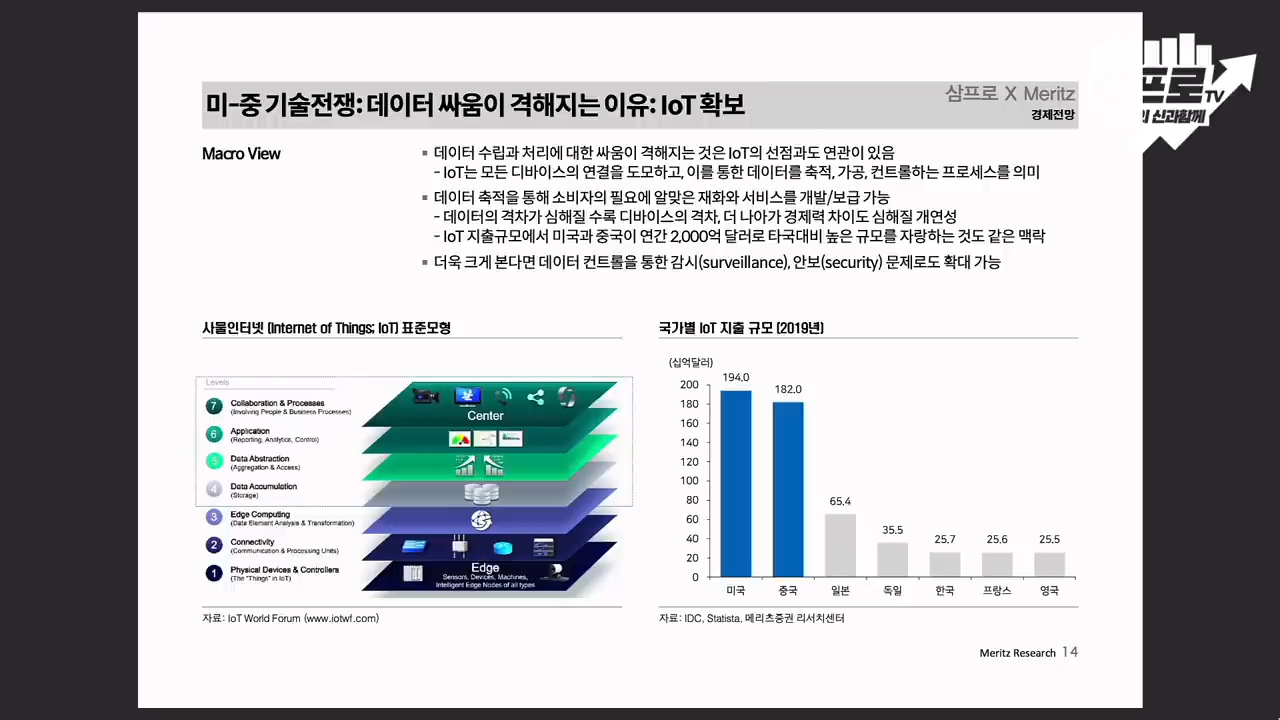 미-중 기술전쟁: 데이터 싸움이 격해지는 이유: IoT 확보
삼프로 X Meritz
경제전망
프로TV
의 신과함께
Macro View
▪ 데이터 수립과 처리에 대한 싸움이 격해지는 것은 IoT의 선점과도 연관이 있음
- IoT는 모든 디바이스의 연결을 도모하고, 이를 통한 데이터를 축적, 가공, 컨트롤하는 프로세스를 의미
▪ 데이터 축적을 통해 소비자의 필요에 알맞은 재화와 서비스를 개발/보급 가능
- 데이터의 격차가 심해질 수록 디바이스의 격차, 더 나아가 경제력 차이도 심해질 개연성
- IoT 지출규모에서 미국과 중국이 연간 2,000억 달러로 타국대비 높은 규모를 자랑하는 것도 같은 맥락
▪ 더욱 크게 본다면 데이터 컨트롤을 통한 감시(surveillance), 안보(security) 문제로도 확대 가능
사물인터넷 (Internet of Things; IoT) 표준모형
Levels
7 Collaboration & Processes
(Involving People & Business Processes)
6 Application
(Reporting, Analytics, Control)
5 Data Abstraction
(Aggregation & Access)
4 Data Accumulation
(Storage)
3 Edge Computing
(Data Element Analysis & Transformation)
2 Connectivity
(Communication & Processing Units)
1 Physical Devices & Controllers
(The "Things" in IoT)
Center
Edge
Sensors, Devices, Machines,
Intelligent Edge Nodes of all types
자료: IoT World Forum (www.iotwf.com)
국가별 IoT 지출 규모 (2019년)
(십억달러)
200
180
160
140
120
100
80
60
40
20
0
194.0
182.0
65.4
35.5
25.7
25.6
25.5
미국
중국
일본
독일
한국
프랑스
영국
자료: IDC, Statista, 메리츠증권 리서치센터
Meritz Research 14